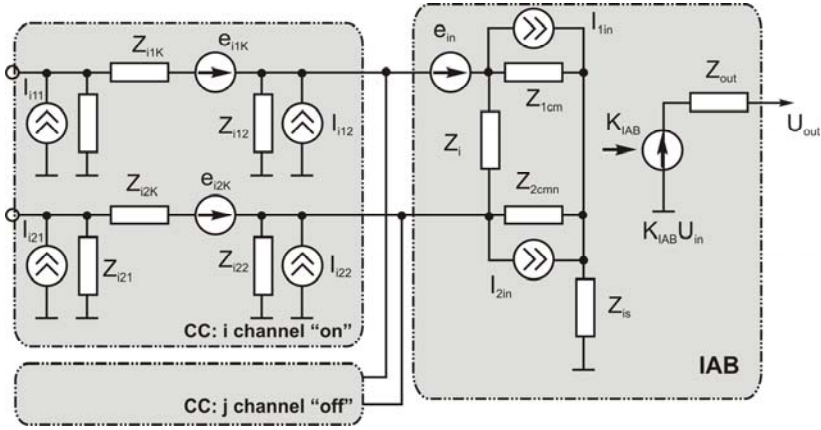 Z_i1K
e_i1K
I_i11
Z_i12
I_i12
Z_i2K
e_i2K
I_i21
Z_i21
Z_i22
I_i22
CC: i channel “on”
CC: j channel “off”
e_in
I_1in
Z_1cm
Z_i
Z_2cmn
I_2in
Z_is
K_IAB
Z_out
U_out
K_IAB U_in
IAB